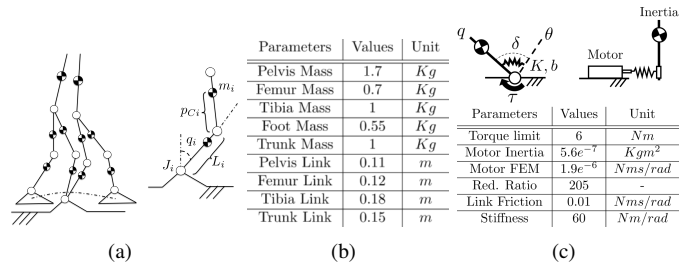 m_i
p_{Ci}
q_i
L_i
J_i
(a)
Parameters Values Unit
Pelvis Mass 1.7 Kg
Femur Mass 0.7 Kg
Tibia Mass 1 Kg
Foot Mass 0.55 Kg
Trunk Mass 1 Kg
Pelvis Link 0.11 m
Femur Link 0.12 m
Tibia Link 0.18 m
Trunk Link 0.15 m
(b)
Inertia
q δ θ
K, b
τ
Motor
Parameters Values Unit
Torque limit 6 Nm
Motor Inertia 5.6e⁻⁷ Kgm²
Motor FEM 1.9e⁻⁶ Nms/rad
Red. Ratio 205 -
Link Friction 0.01 Nms/rad
Stiffness 60 Nm/rad
(c)